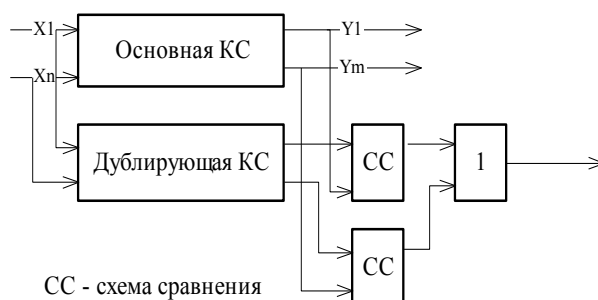 X1
Основная КС
Y1
Xn
Ym
Дублирующая КС
СС
1
СС
СС - схема сравнения